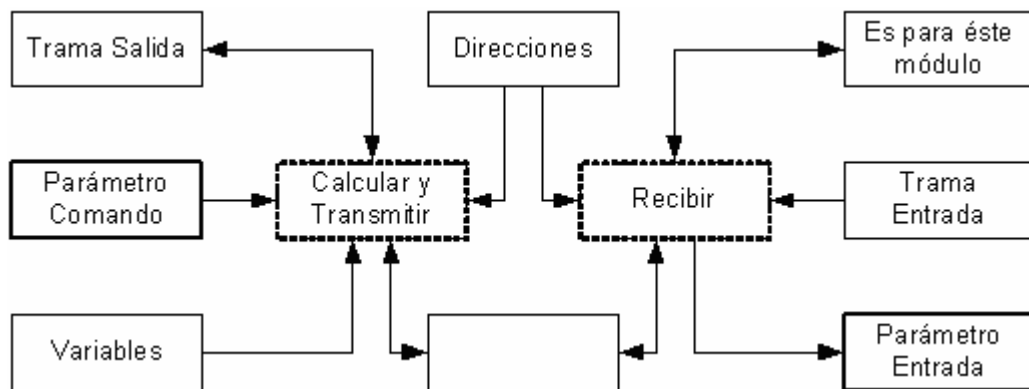 Trama Salida
Direcciones
Es para éste
módulo
Parámetro
Comando
Calcular y
Transmitir
Recibir
Trama
Entrada
Variables
Parámetro
Entrada